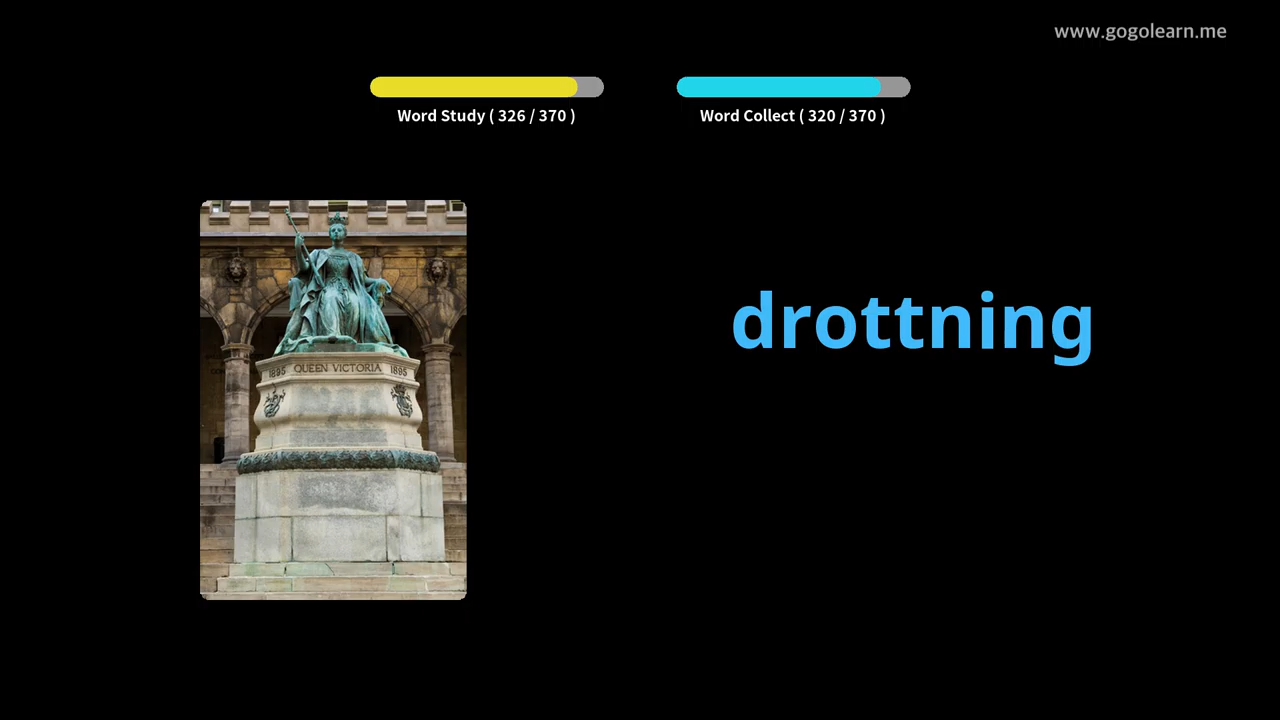 www.gogolearn.me
Word Study ( 326 / 370 )
Word Collect ( 320 / 370 )
drottning
1895 QUEEN VICTORIA 1895